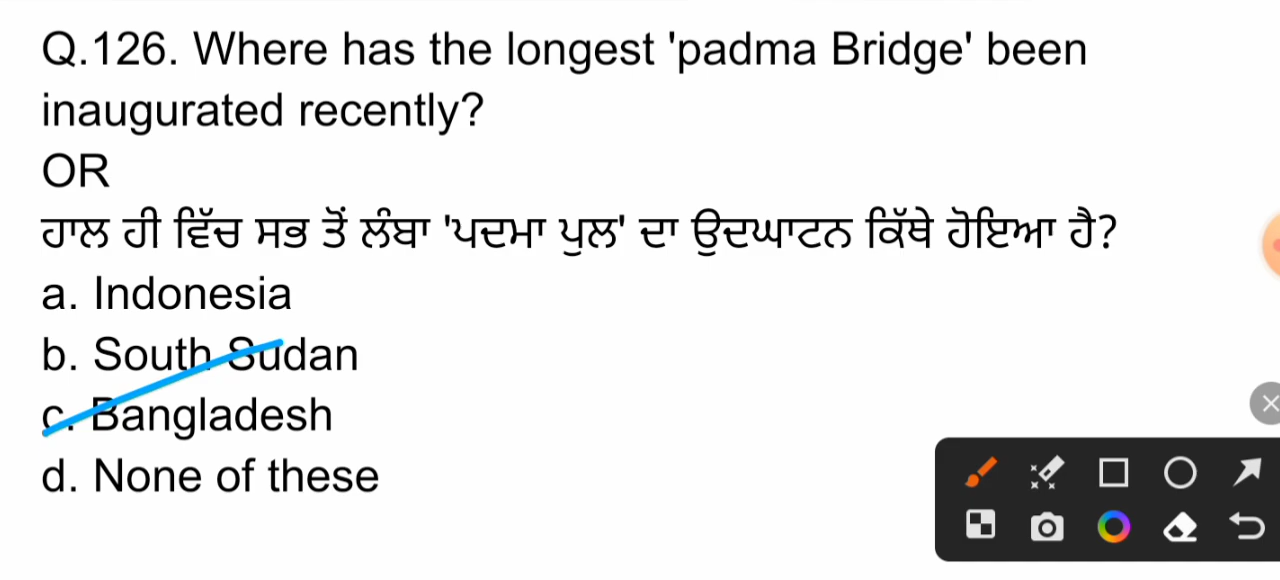 Q.126. Where has the longest 'padma Bridge' been
inaugurated recently?
OR
ਹਾਲ ਹੀ ਵਿੱਚ ਸਭ ਤੋਂ ਲੰਬਾ 'ਪਦਮਾ ਪੁਲ' ਦਾ ਉਦਘਾਟਨ ਕਿੱਥੇ ਹੋਇਆ ਹੈ?
a. Indonesia
b. South Sudan
c. Bangladesh
d. None of these